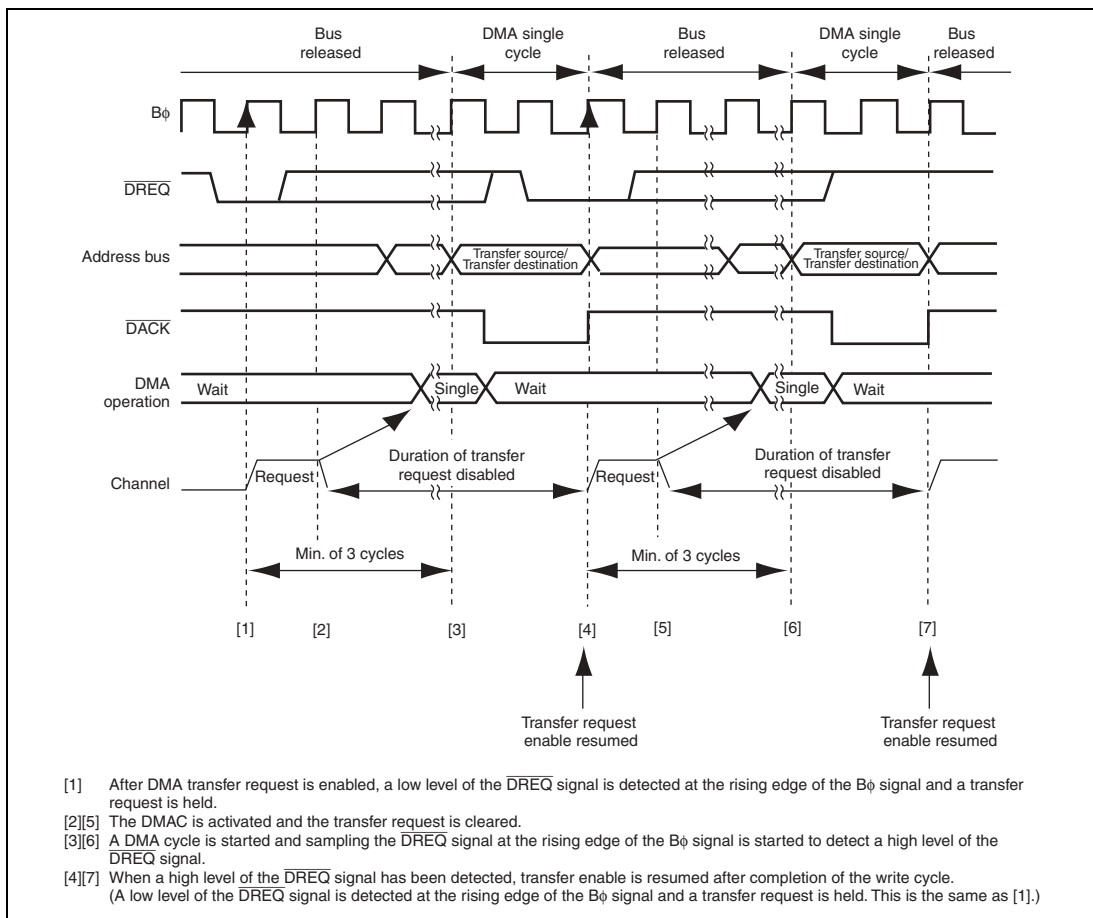 Bus released DMA single cycle Bus released DMA single cycle Bus released
Bφ
DREQ
Address bus Transfer source/ Transfer destination Transfer source/ Transfer destination
DACK
DMA operation Wait Single Wait Single Wait
Channel Request Duration of transfer request disabled Request Duration of transfer request disabled
Min. of 3 cycles Min. of 3 cycles
[1] [2] [3] [4] [5] [6] [7]
Transfer request enable resumed Transfer request enable resumed
[1] After DMA transfer request is enabled, a low level of the DREQ signal is detected at the rising edge of the Bφ signal and a transfer
request is held.
[2][5] The DMAC is activated and the transfer request is cleared.
[3][6] A DMA cycle is started and sampling the DREQ signal at the rising edge of the Bφ signal is started to detect a high level of the
DREQ signal.
[4][7] When a high level of the DREQ signal has been detected, transfer enable is resumed after completion of the write cycle.
(A low level of the DREQ signal is detected at the rising edge of the Bφ signal and a transfer request is held. This is the same as [1].)